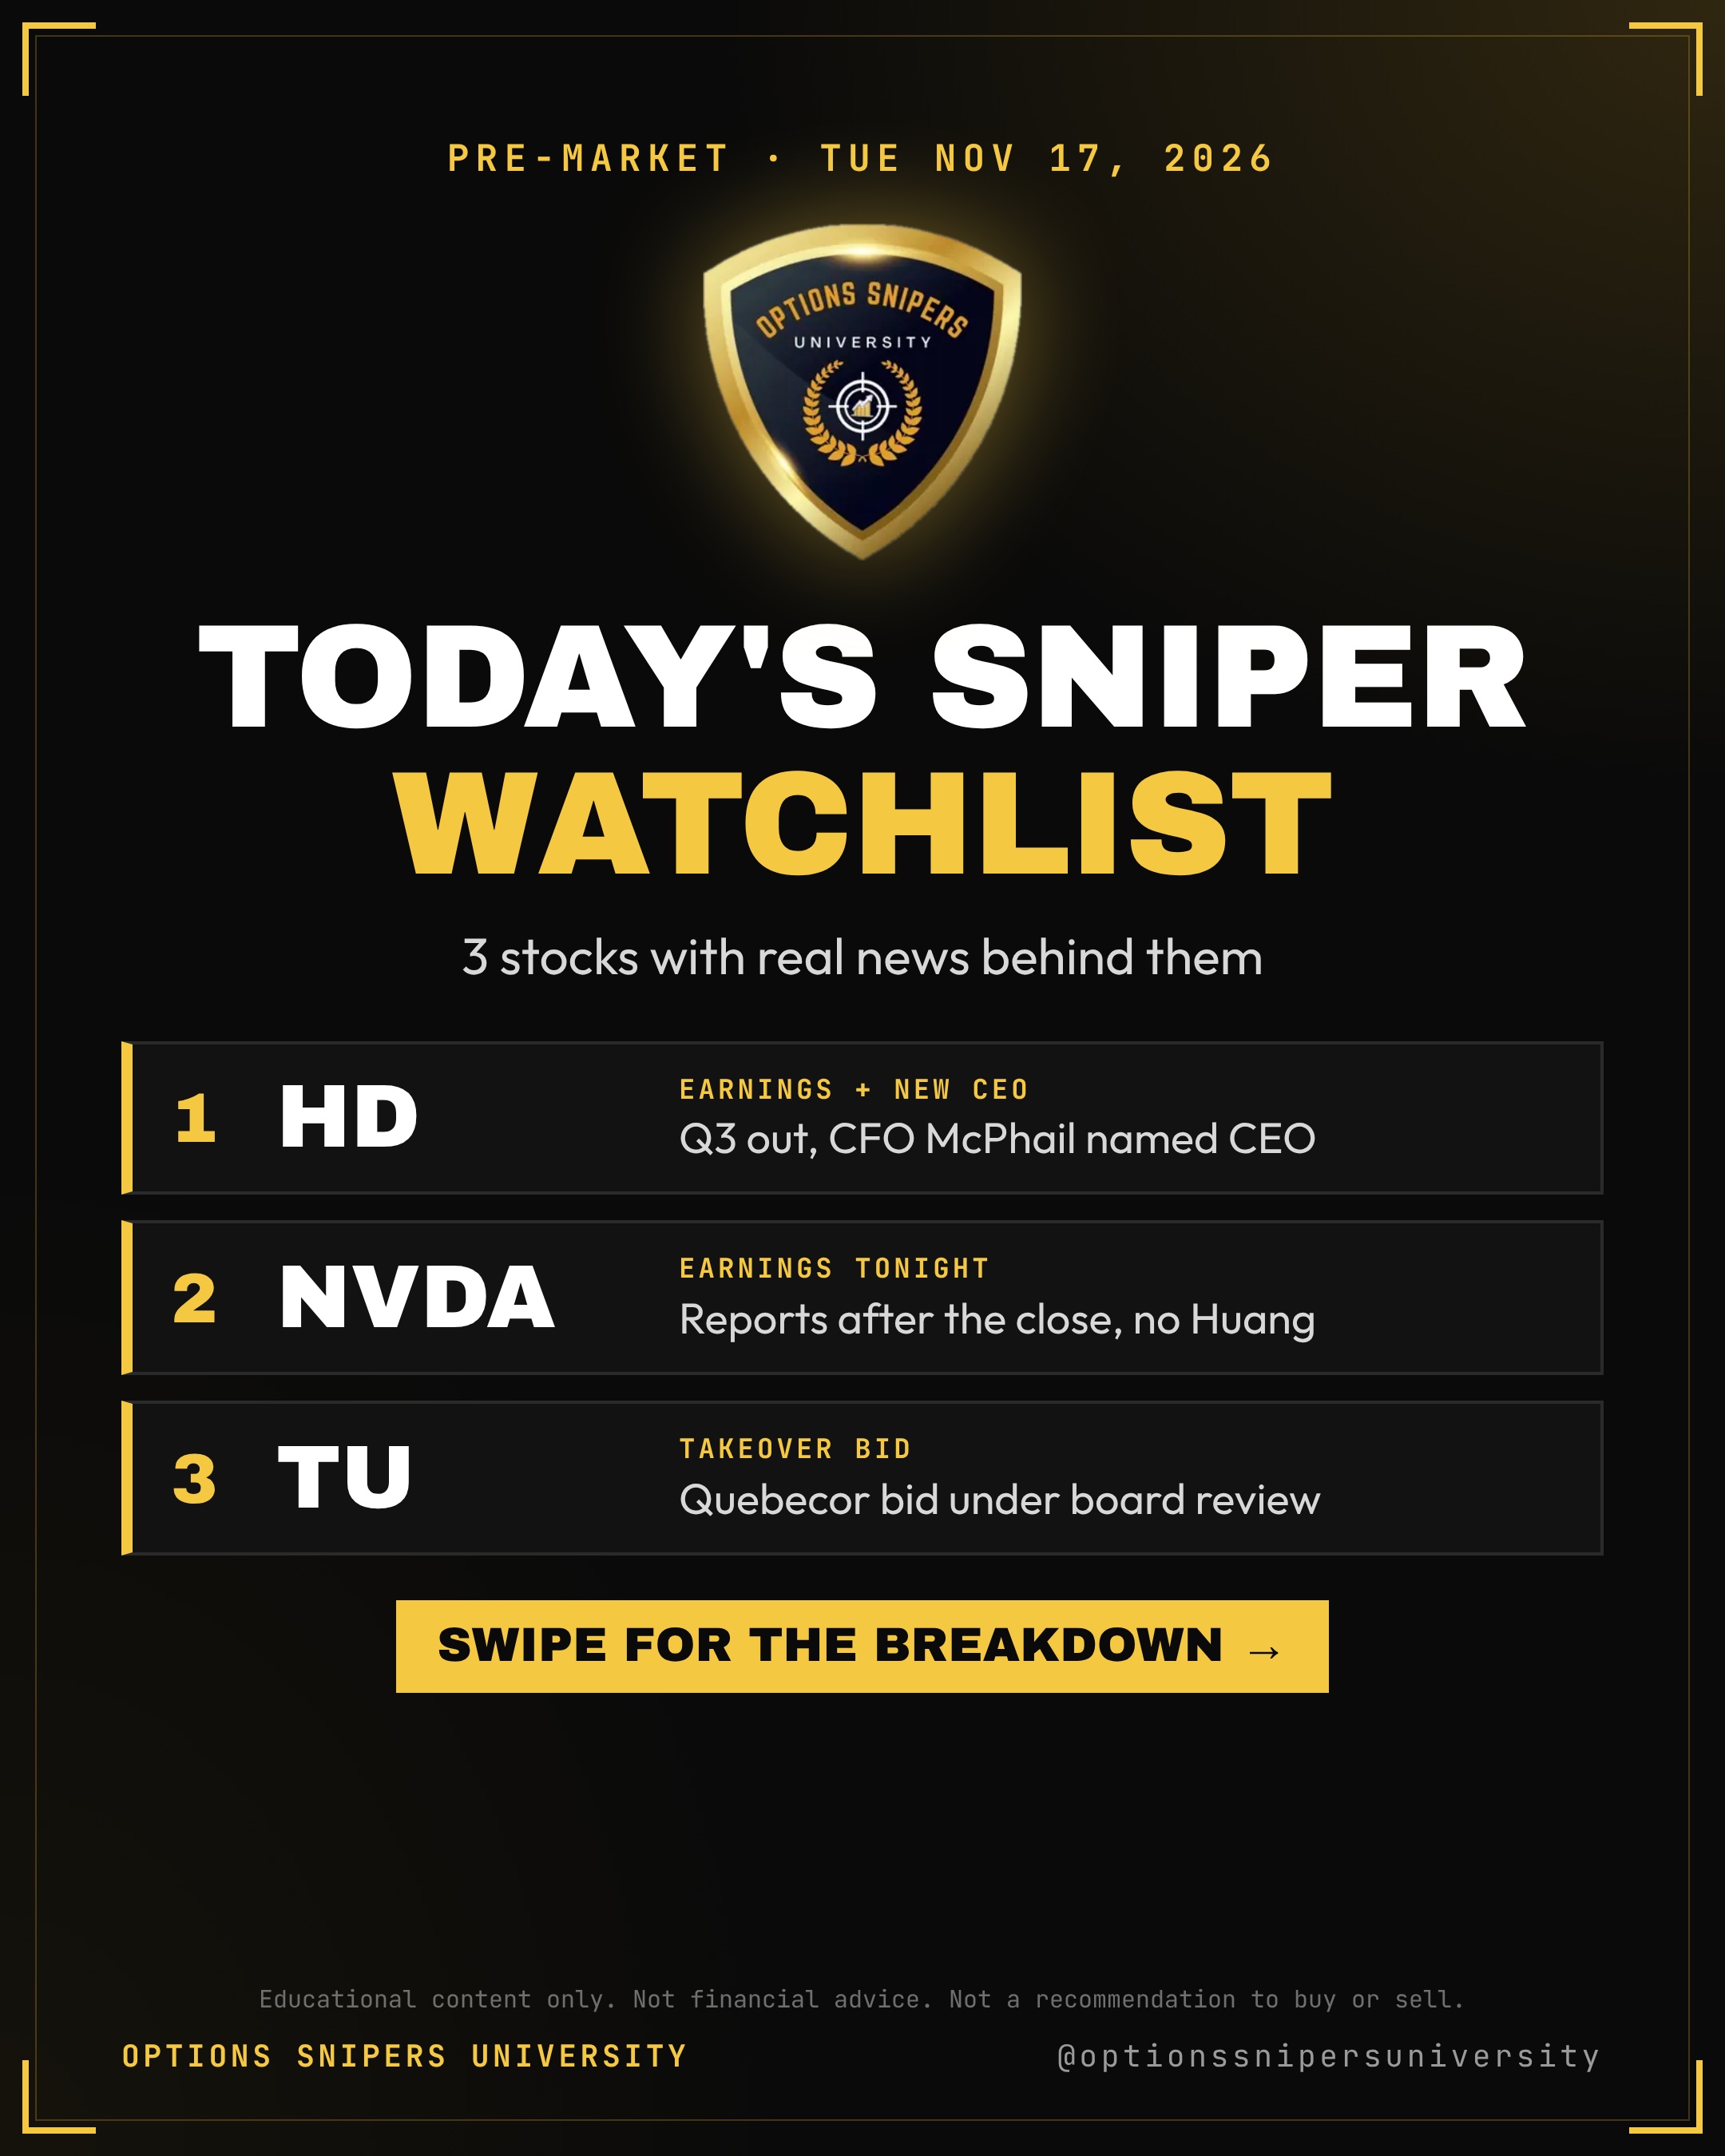 PRE-MARKET · TUE NOV 17, 2026
OPTIONS SNIPERS
UNIVERSITY
TODAY'S SNIPER
WATCHLIST
3 stocks with real news behind them
1 HD
EARNINGS + NEW CEO
Q3 out, CFO McPhail named CEO
2 NVDA
EARNINGS TONIGHT
Reports after the close, no Huang
3 TU
TAKEOVER BID
Quebecor bid under board review
SWIPE FOR THE BREAKDOWN →
Educational content only. Not financial advice. Not a recommendation to buy or sell.
OPTIONS SNIPERS UNIVERSITY
@optionssnipersuniversity